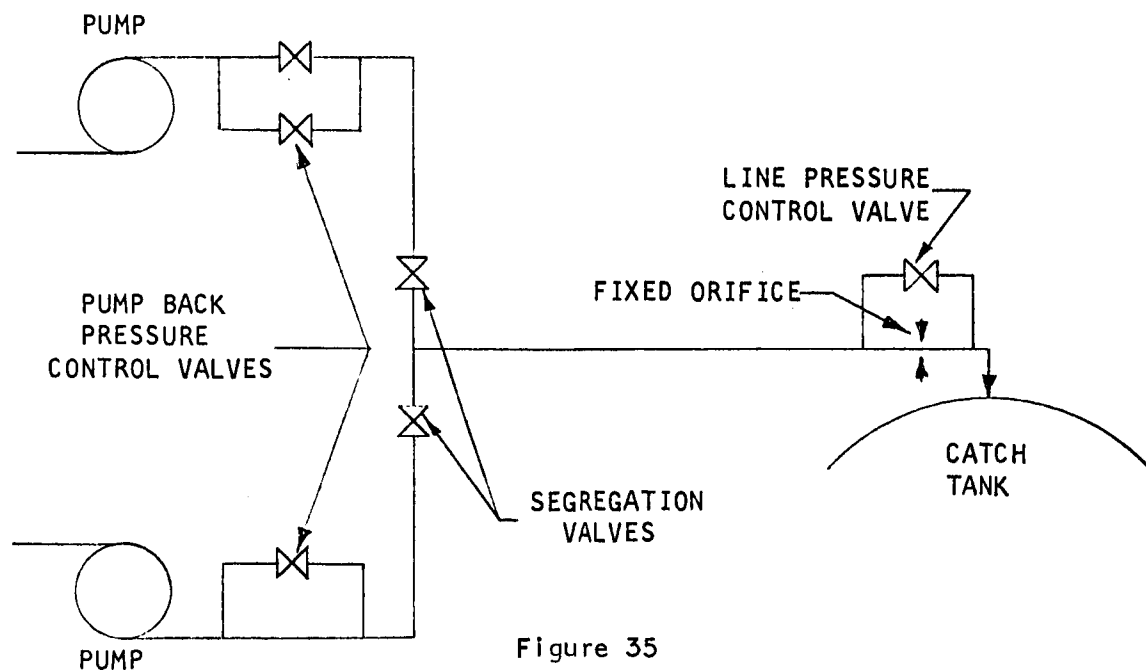 PUMP
LINE PRESSURE
CONTROL VALVE
FIXED ORIFICE
PUMP BACK
PRESSURE
CONTROL VALVES
CATCH
TANK
SEGREGATION
VALVES
PUMP
Figure 35